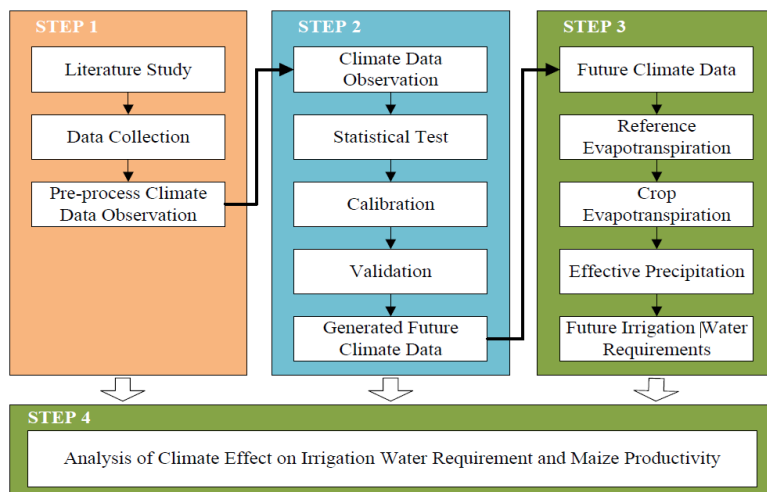 STEP 1
Literature Study
Data Collection
Pre-process Climate
Data Observation
STEP 2
Climate Data
Observation
Statistical Test
Calibration
Validation
Generated Future
Climate Data
STEP 3
Future Climate Data
Reference
Evapotranspiration
Crop
Evapotranspiration
Effective Precipitation
Future Irrigation Water
Requirements
STEP 4
Analysis of Climate Effect on Irrigation Water Requirement and Maize Productivity